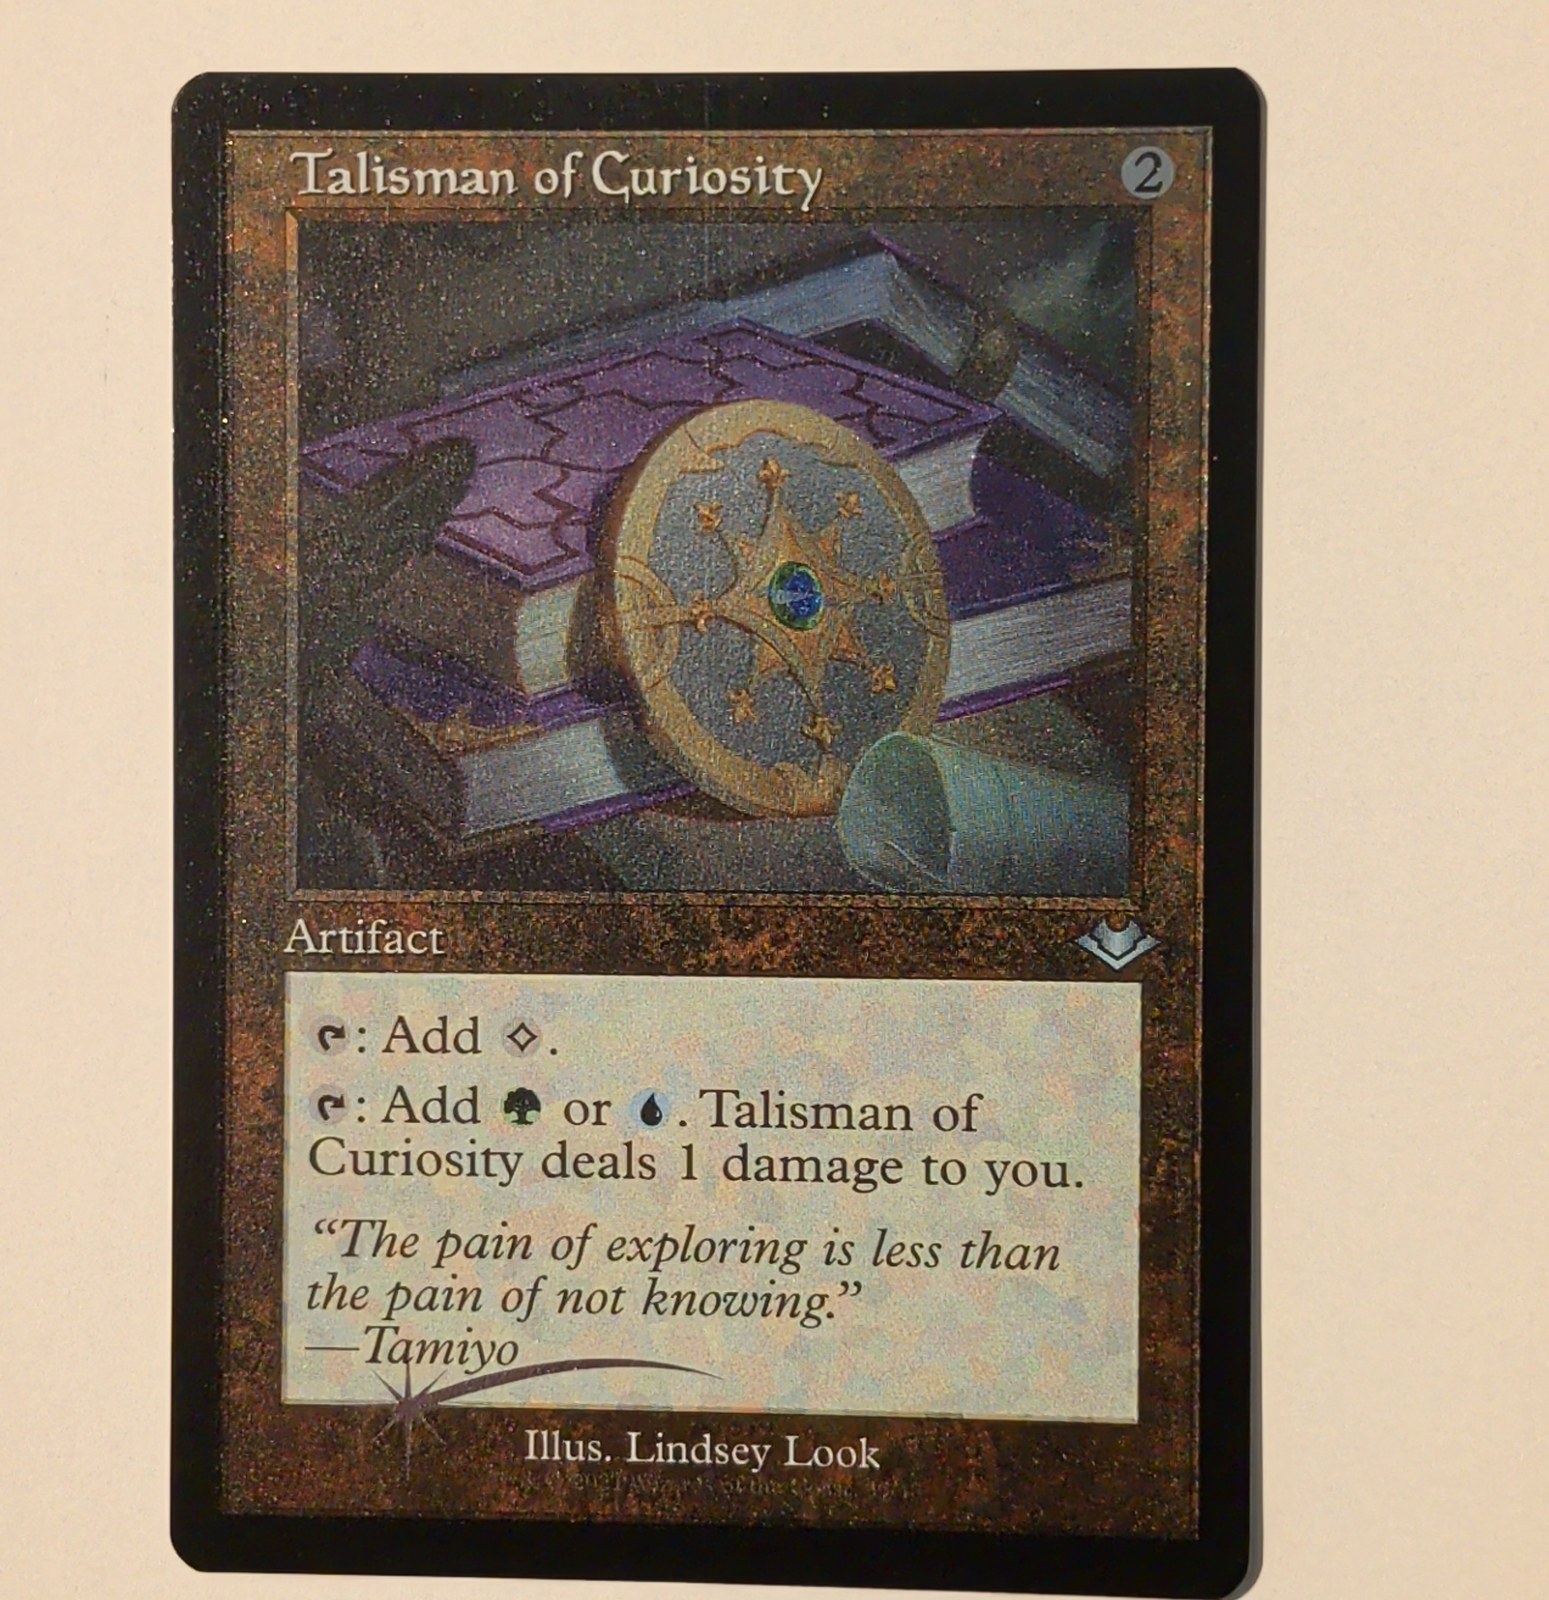 Talisman of Curiosity 2
Artifact
: Add .
: Add or . Talisman of
Curiosity deals 1 damage to you.
“The pain of exploring is less than
the pain of not knowing.”
—Tamiyo
Illus. Lindsey Look